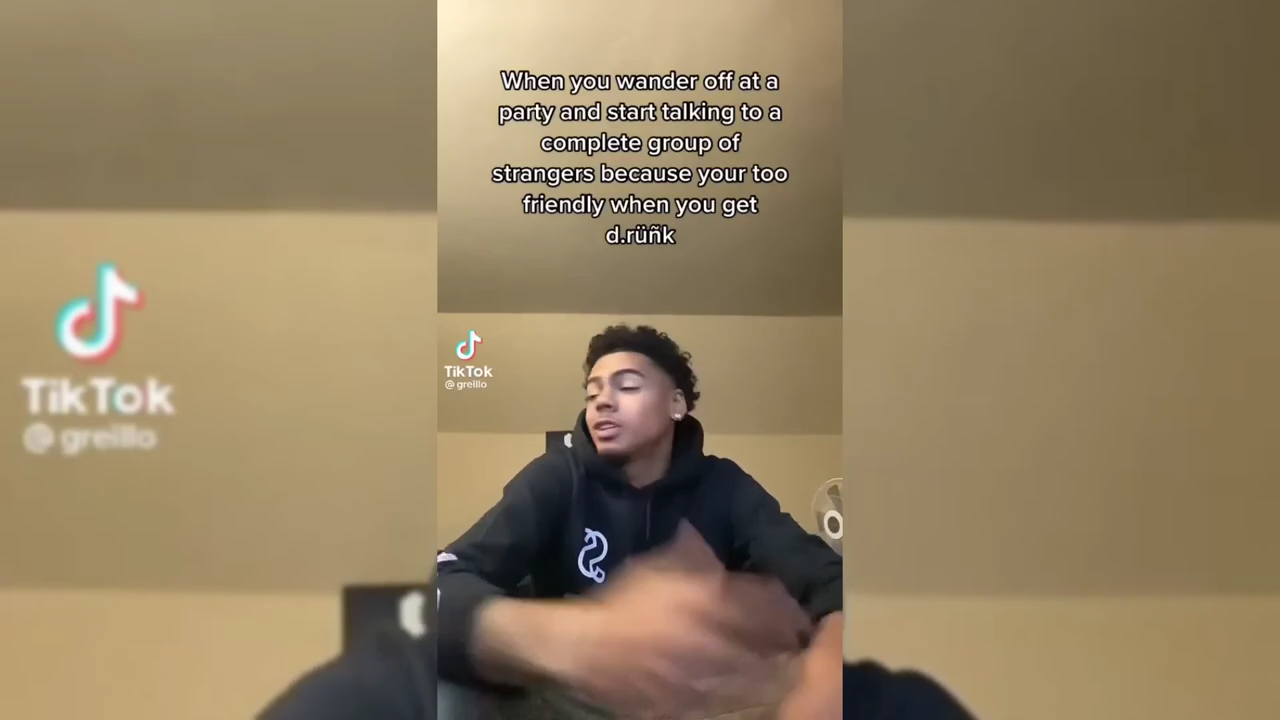 When you wander off at a
party and start talking to a
complete group of
strangers because your too
friendly when you get
d.rüñk
TikTok
@greillo
TikTok
@greillo